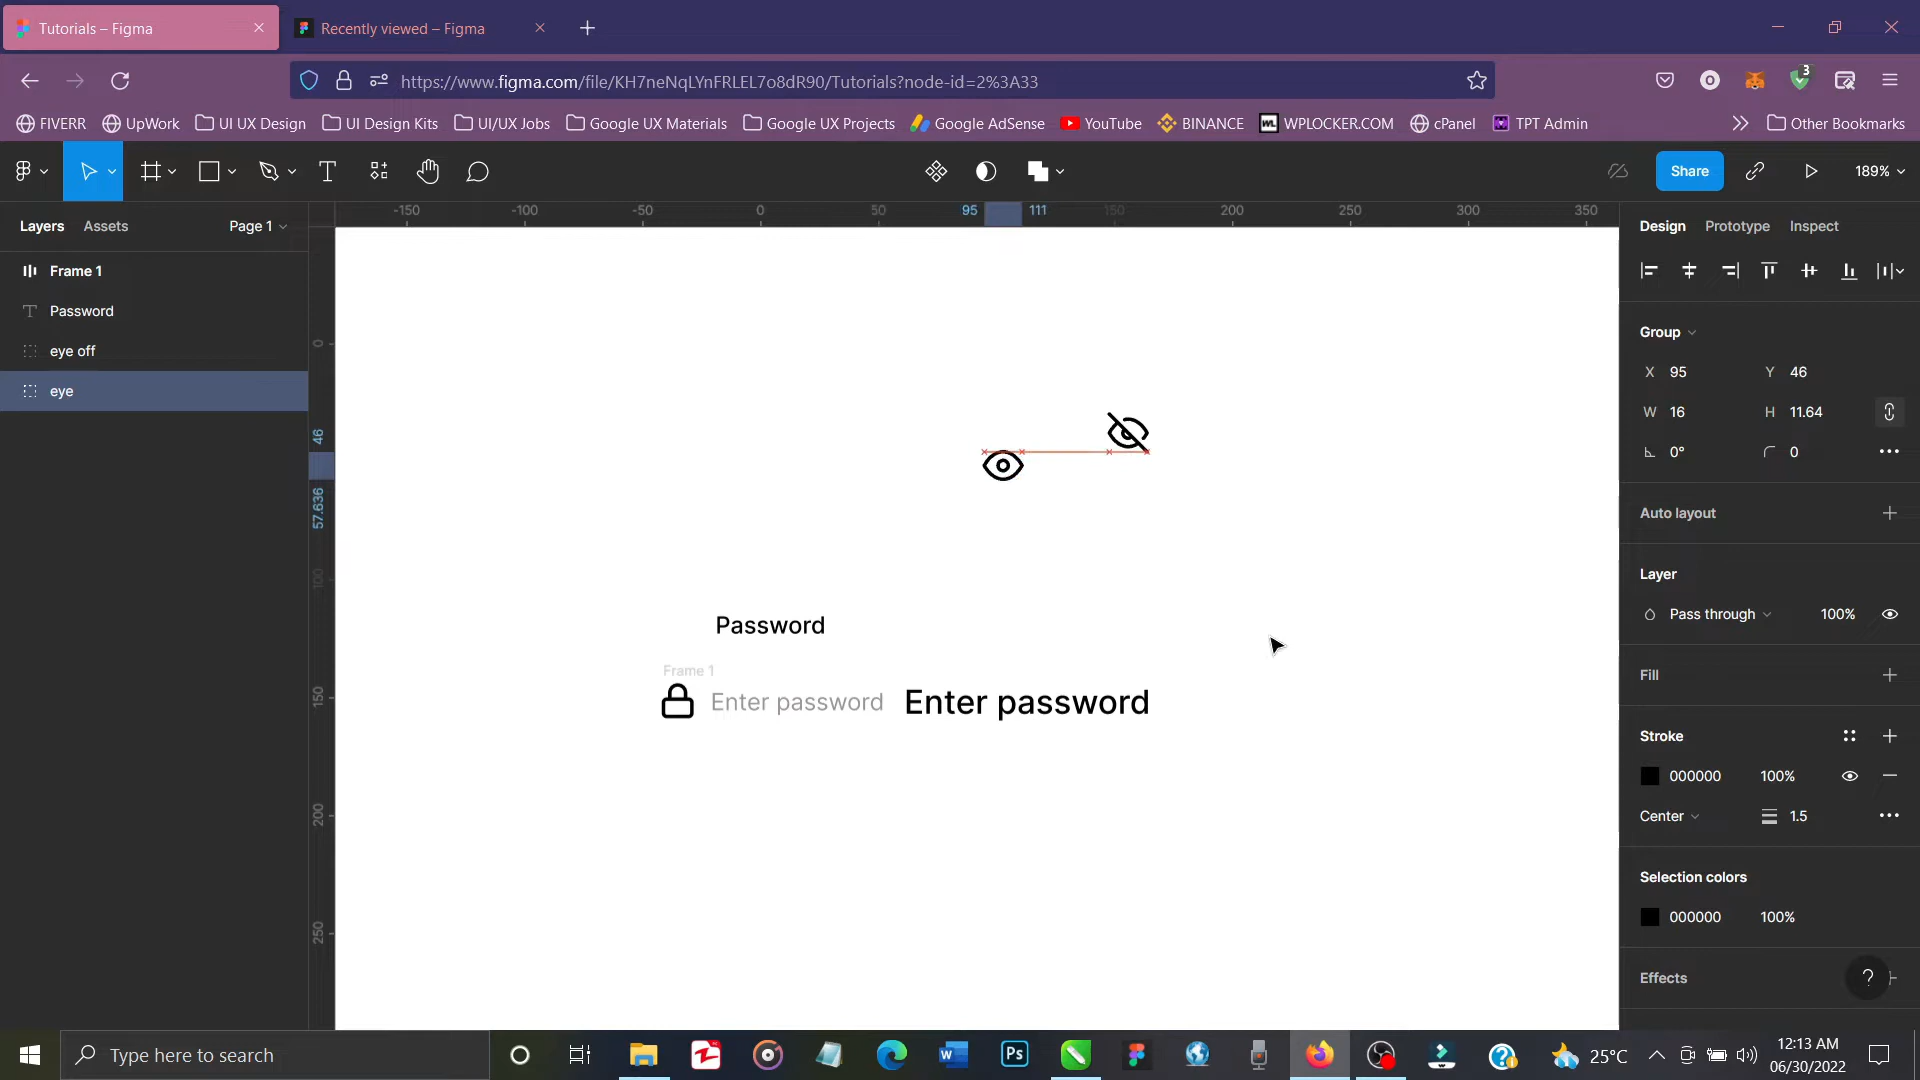 Tutorials – Figma
Recently viewed – Figma
https://www.figma.com/file/KH7neNqLYnFRLEL7o8dR90/Tutorials?node-id=2%3A33
3
FIVERR
UpWork
UI UX Design
UI Design Kits
UI/UX Jobs
Google UX Materials
Google UX Projects
Google AdSense
YouTube
BINANCE
WPLOCKER.COM
cPanel
TPT Admin
Other Bookmarks
Share
189%
Layers
Assets
Page 1
-150
-100
-50
0
50
95
111
150
200
250
300
350
Design
Prototype
Inspect
Frame 1
Password
eye off
eye
0
46
57.636
100
150
200
250
Password
Frame 1
Enter password
Enter password
Group
X 95
Y 46
W 16
H 11.64
0°
0
Auto layout
Layer
Pass through
100%
Fill
Stroke
000000
100%
Center
1.5
Selection colors
000000
100%
Effects
?
Type here to search
25°C
12:13 AM
06/30/2022